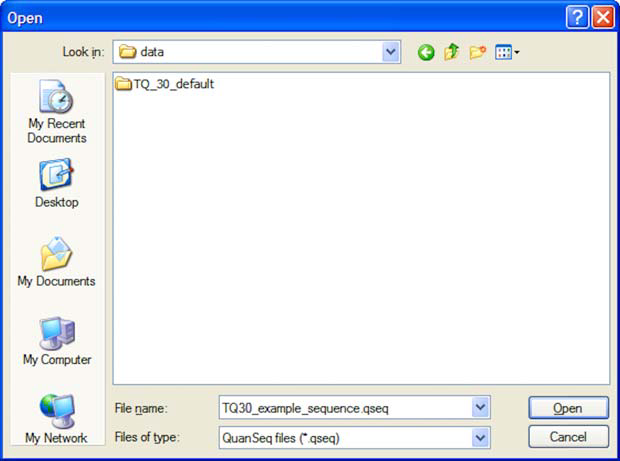 Open
Look in: data
TQ_30_default
My Recent
Documents
Desktop
My Documents
My Computer
My Network
File name: TQ30_example_sequence.qseq Open
Files of type: QuanSeq files (*.qseq) Cancel